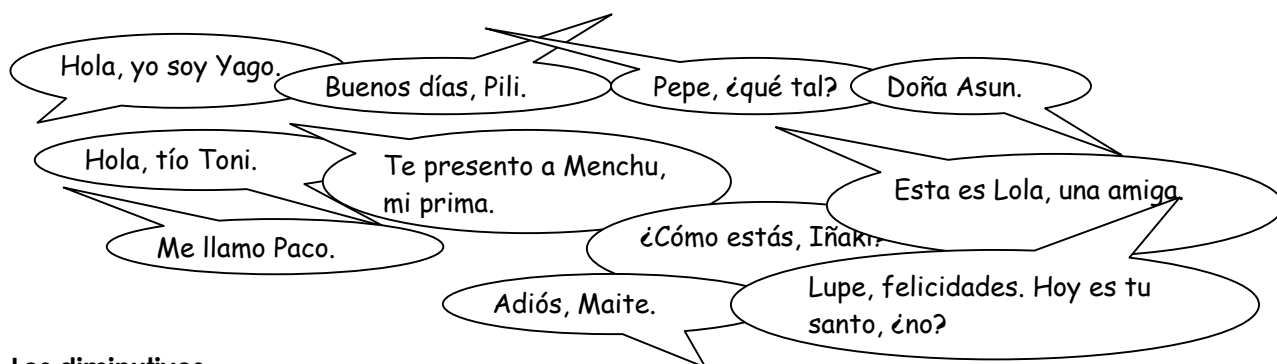 Hola, yo soy Yago.
Buenos días, Pili.
Pepe, ¿qué tal?
Doña Asun.
Hola, tío Toni.
Te presento a Menchu,
mi prima.
Esta es Lola, una amiga.
Me llamo Paco.
¿Cómo estás, Iñaki?
Adiós, Maite.
Lupe, felicidades. Hoy es tu
santo, ¿no?
Los diminutivos